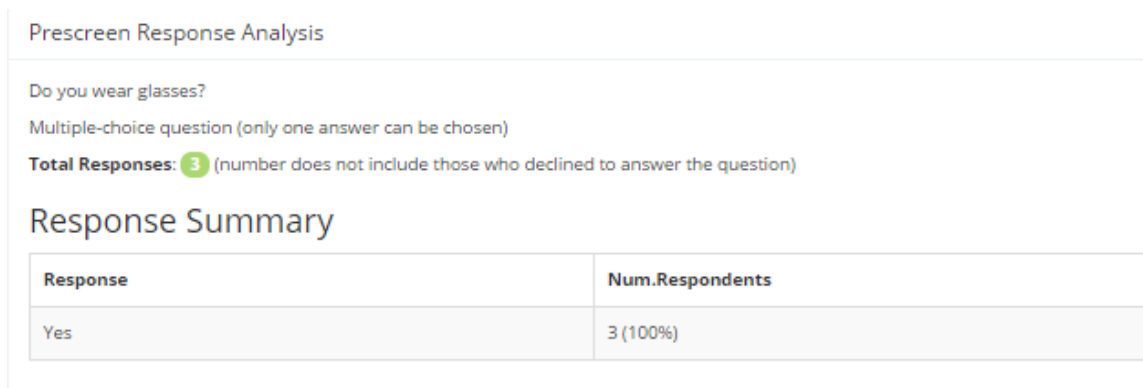 Prescreen Response Analysis
Do you wear glasses?
Multiple-choice question (only one answer can be chosen)
Total Responses: 3 (number does not include those who declined to answer the question)
Response Summary
Response Num.Respondents
Yes 3 (100%)